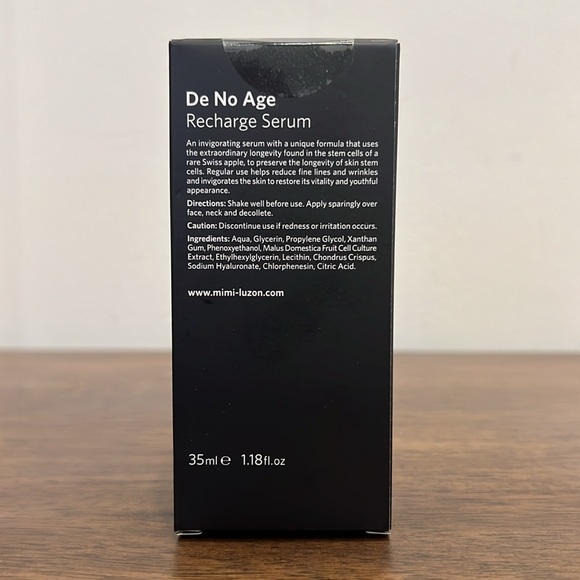 De No Age
Recharge Serum
An invigorating serum with a unique formula that uses
the extraordinary longevity found in the stem cells of a
rare Swiss apple, to preserve the longevity of skin stem
cells. Regular use helps reduce fine lines and wrinkles
and invigorates the skin to restore its vitality and youthful
appearance.
Directions: Shake well before use. Apply sparingly over
face, neck and decollete.
Caution: Discontinue use if redness or irritation occurs.
Ingredients: Aqua, Glycerin, Propylene Glycol, Xanthan
Gum, Phenoxyethanol, Malus Domestica Fruit Cell Culture
Extract, Ethylhexylglycerin, Lecithin, Chondrus Crispus,
Sodium Hyaluronate, Chlorphenesin, Citric Acid.
www.mimi-luzon.com
35ml ℮ 1.18fl.oz